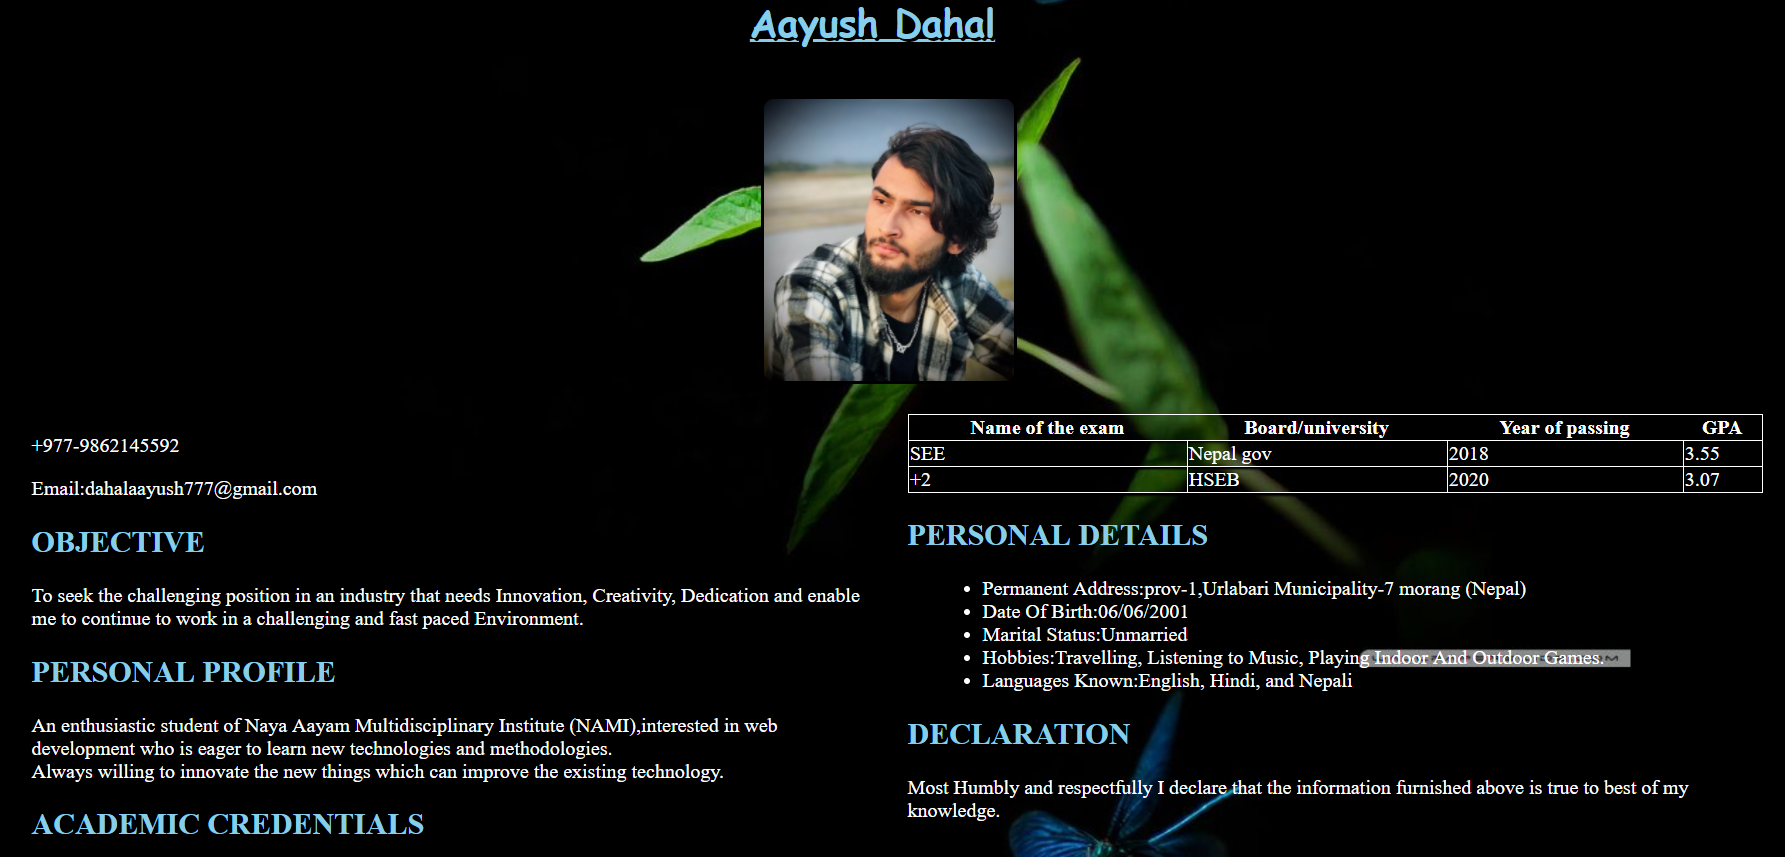 Aayush Dahal
+977-9862145592
Email:dahalaayush777@gmail.com
OBJECTIVE
To seek the challenging position in an industry that needs Innovation, Creativity, Dedication and enable
me to continue to work in a challenging and fast paced Environment.
PERSONAL PROFILE
An enthusiastic student of Naya Aayam Multidisciplinary Institute (NAMI),interested in web
development who is eager to learn new technologies and methodologies.
Always willing to innovate the new things which can improve the existing technology.
ACADEMIC CREDENTIALS
Name of the exam Board/university Year of passing GPA
SEE Nepal gov 2018 3.55
+2 HSEB 2020 3.07
PERSONAL DETAILS
• Permanent Address:prov-1,Urlabari Municipality-7 morang (Nepal)
• Date Of Birth:06/06/2001
• Marital Status:Unmarried
• Hobbies:Travelling, Listening to Music, Playing Indoor And Outdoor Games.
• Languages Known:English, Hindi, and Nepali
DECLARATION
Most Humbly and respectfully I declare that the information furnished above is true to best of my
knowledge.